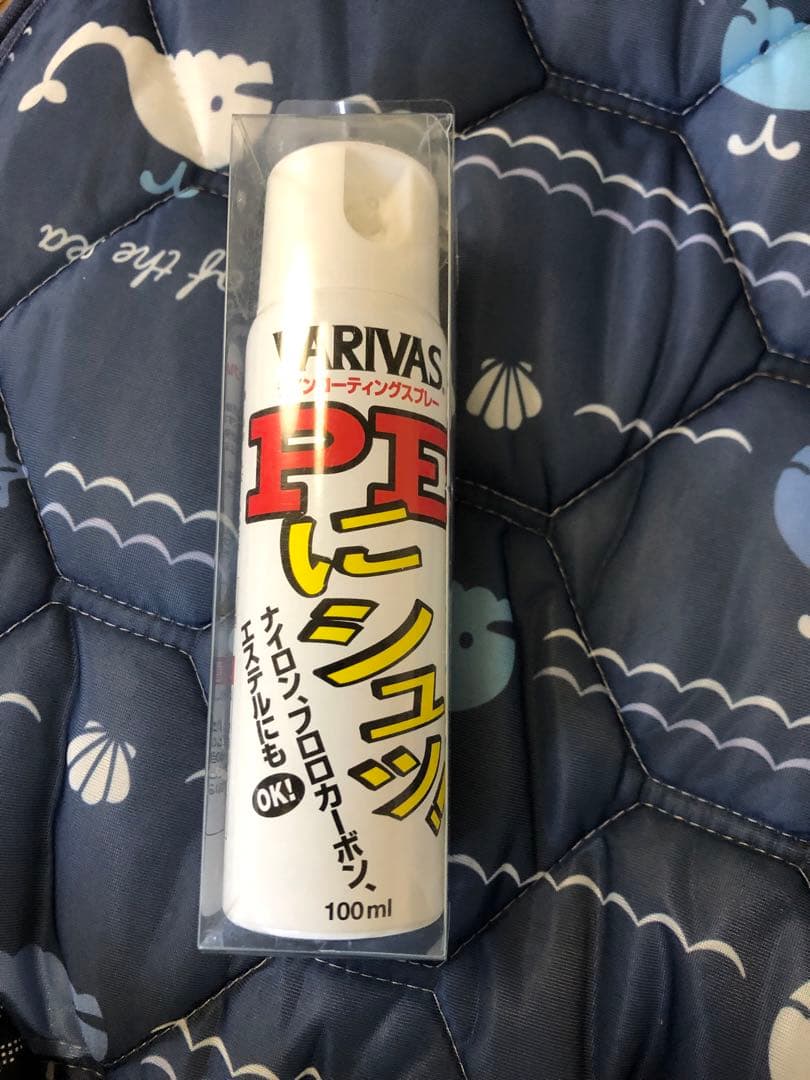 VARIVAS
ラインコーティングスプレー
PE
にシュッ!!
ナイロン、フロロカーボン、
エステルにも
OK!
100ml
of the sea